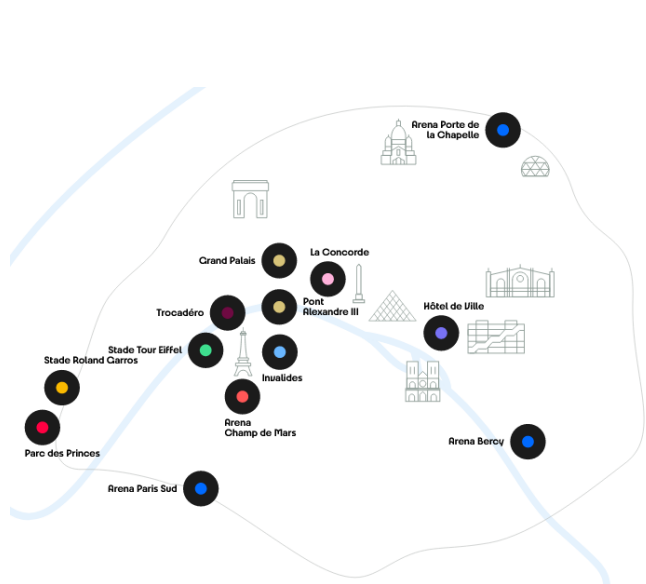 Arena Porte de
la Chapelle
La Concorde
Grand Palais
Pont
Alexandre III
Hôtel de Ville
Trocadéro
Stade Tour Eiffel
Stade Roland Garros
Invalides
Arena
Champ de Mars
Arena Bercy
Parc des Princes
Arena Paris Sud